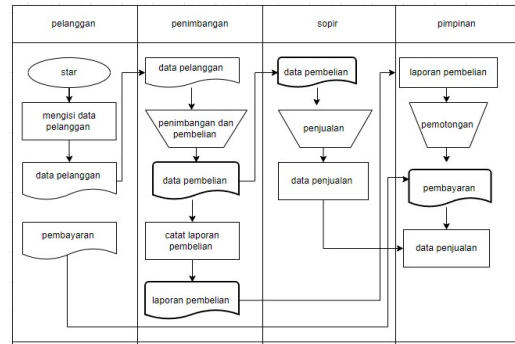 pelanggan
penimbangan
sopir
pimpinan
star
mengisi data
pelanggan
data pelanggan
pembayaran
data pelanggan
penimbangan dan
pembelian
data pembelian
catat laporan
pembelian
laporan pembelian
data pembelian
penjualan
data penjualan
laporan pembelian
pemotongan
pembayaran
data penjualan